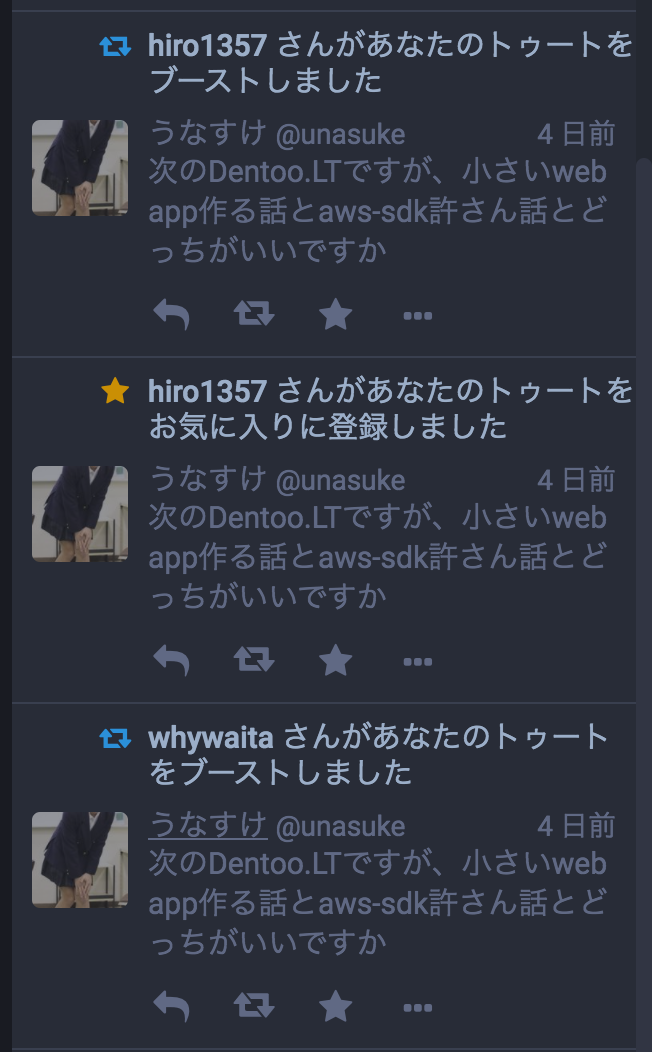 hiro1357 さんがあなたのトゥートを
ブーストしました
うなすけ @unasuke 4 日前
次のDentoo.LTですが、小さいweb
app作る話とaws-sdk許さん話とど
っちがいいですか
hiro1357 さんがあなたのトゥートを
お気に入りに登録しました
うなすけ @unasuke 4 日前
次のDentoo.LTですが、小さいweb
app作る話とaws-sdk許さん話とど
っちがいいですか
whywaita さんがあなたのトゥート
をブーストしました
うなすけ @unasuke 4 日前
次のDentoo.LTですが、小さいweb
app作る話とaws-sdk許さん話とど
っちがいいですか